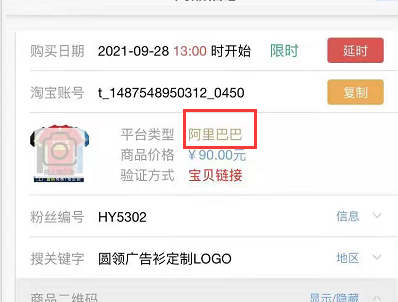 购买日期 2021-09-28 13:00 时开始 限时 延时
淘宝账号 t_1487548950312_0450 复制
平台类型 阿里巴巴
商品价格 ¥ 90.00元
验证方式 宝贝链接
粉丝编号 HY5302 信息
搜关键字 圆领广告衫定制LOGO 地区
商品二维码 显示/隐藏